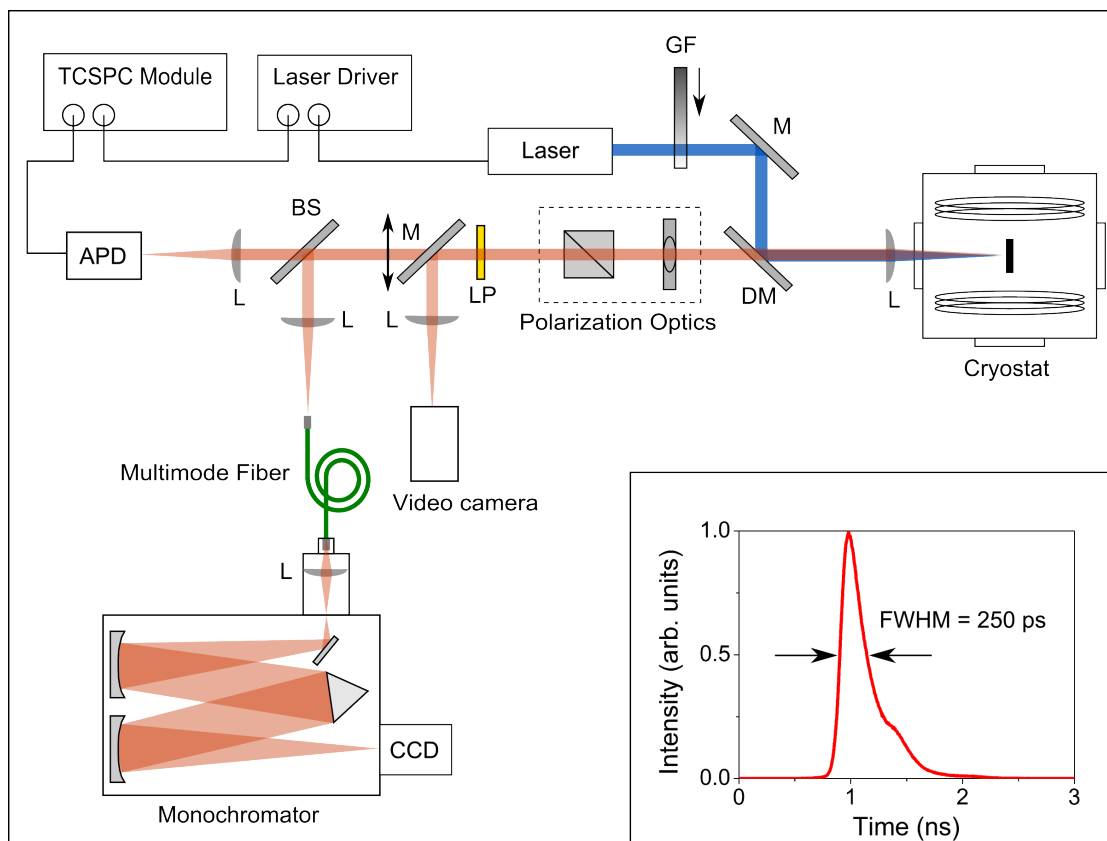 GF
TCSPC Module
Laser Driver
M
Laser
BS
M
APD
L
LP
DM
L
L
L
Polarization Optics
Cryostat
Multimode Fiber
Video camera
L
Monochromator
CCD
1.0
0.5
0.0
Intensity (arb. units)
FWHM = 250 ps
0
1
2
3
Time (ns)